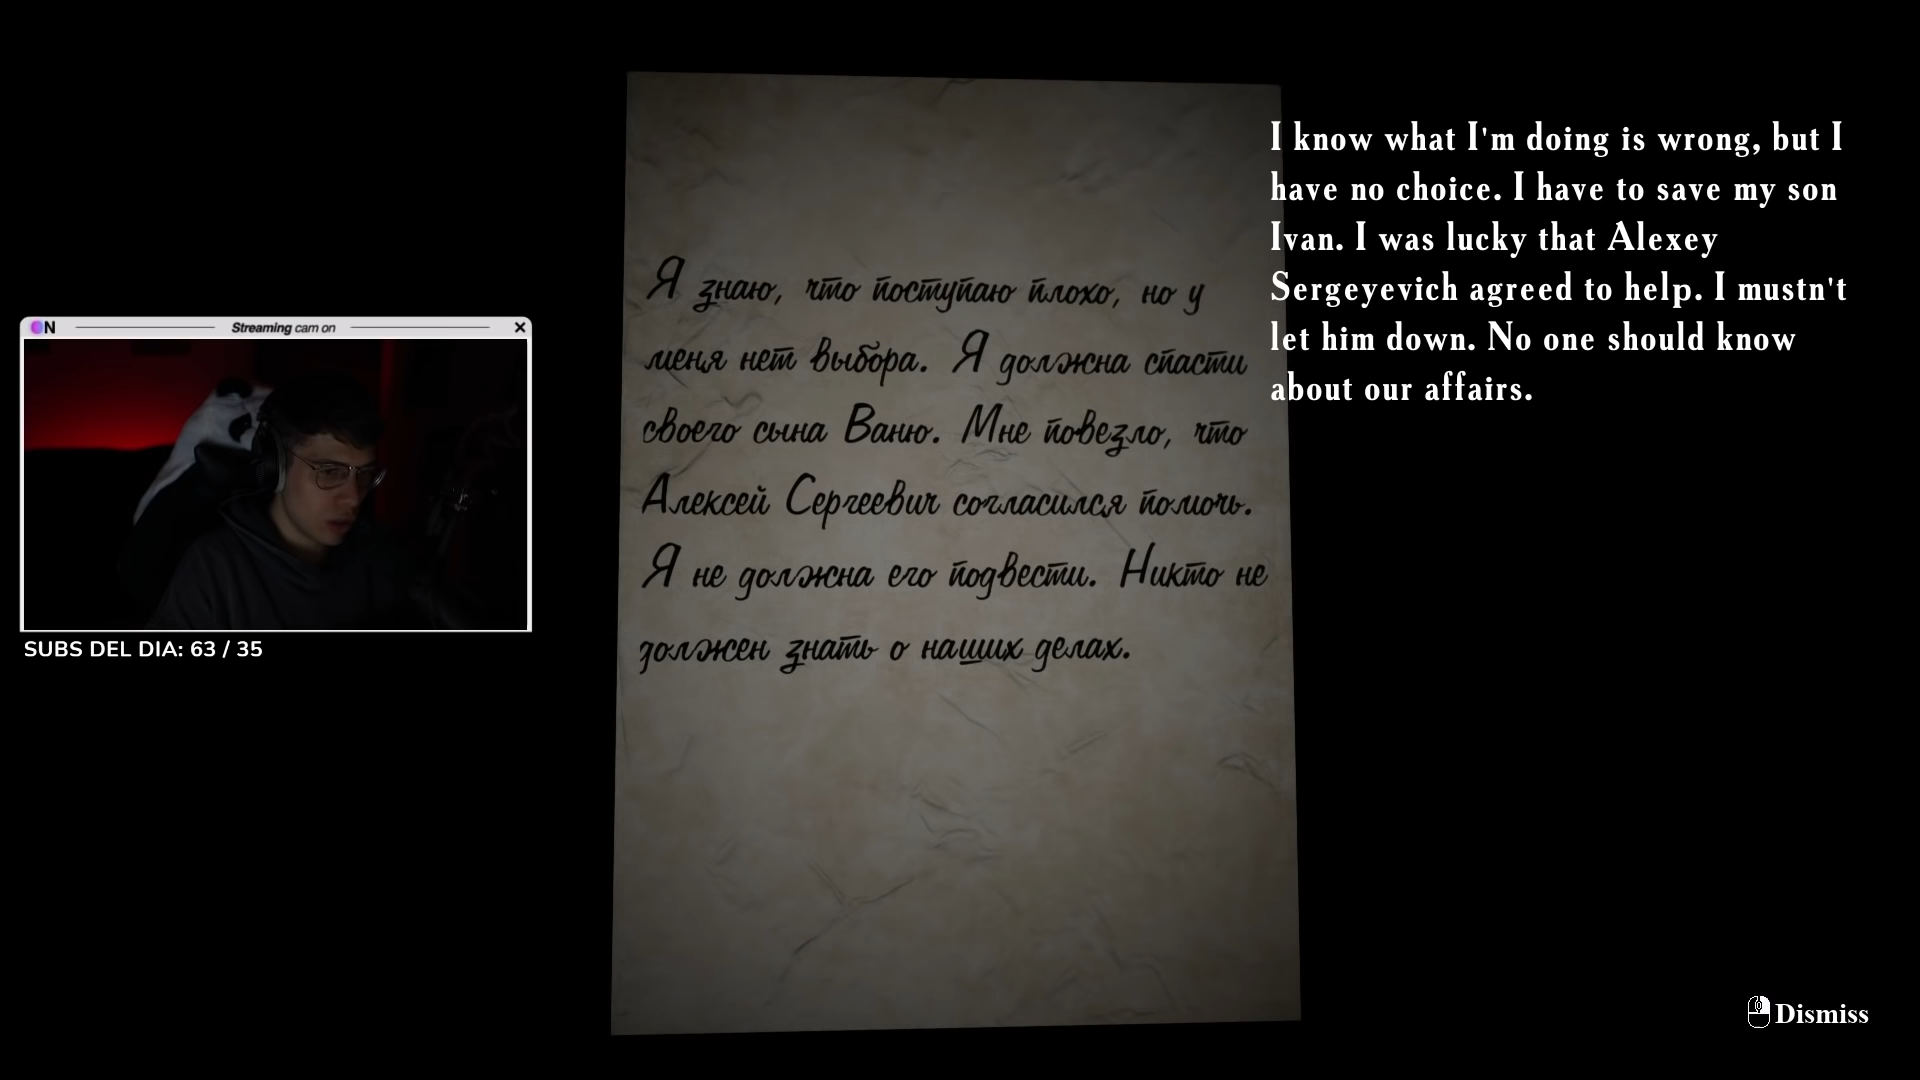 Я знаю, что поступаю плохо, но у
меня нет выбора. Я должна спасти
своего сына Ваню. Мне повезло, что
Алексей Сергеевич согласился помочь.
Я не должна его подвести. Никто не
должен знать о наших делах.
I know what I'm doing is wrong, but I
have no choice. I have to save my son
Ivan. I was lucky that Alexey
Sergeyevich agreed to help. I mustn't
let him down. No one should know
about our affairs.
ON
Streaming cam on
SUBS DEL DIA: 63 / 35
Dismiss